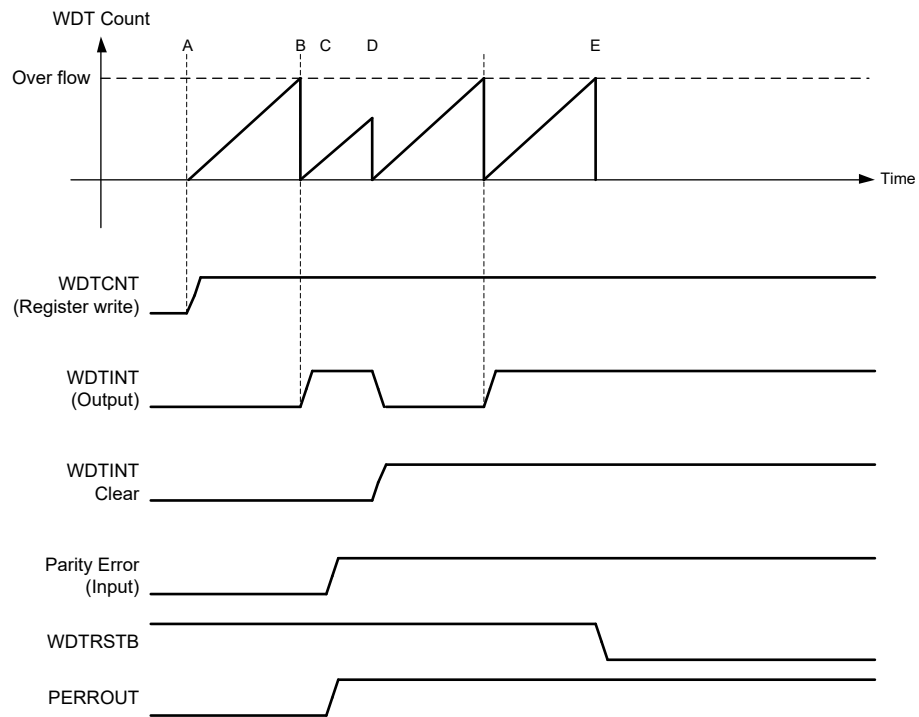 WDT Count
A B C D E
Over flow
Time
WDTCNT
(Register write)
WDTINT
(Output)
WDTINT
Clear
Parity Error
(Input)
WDTRSTB
PERROUT